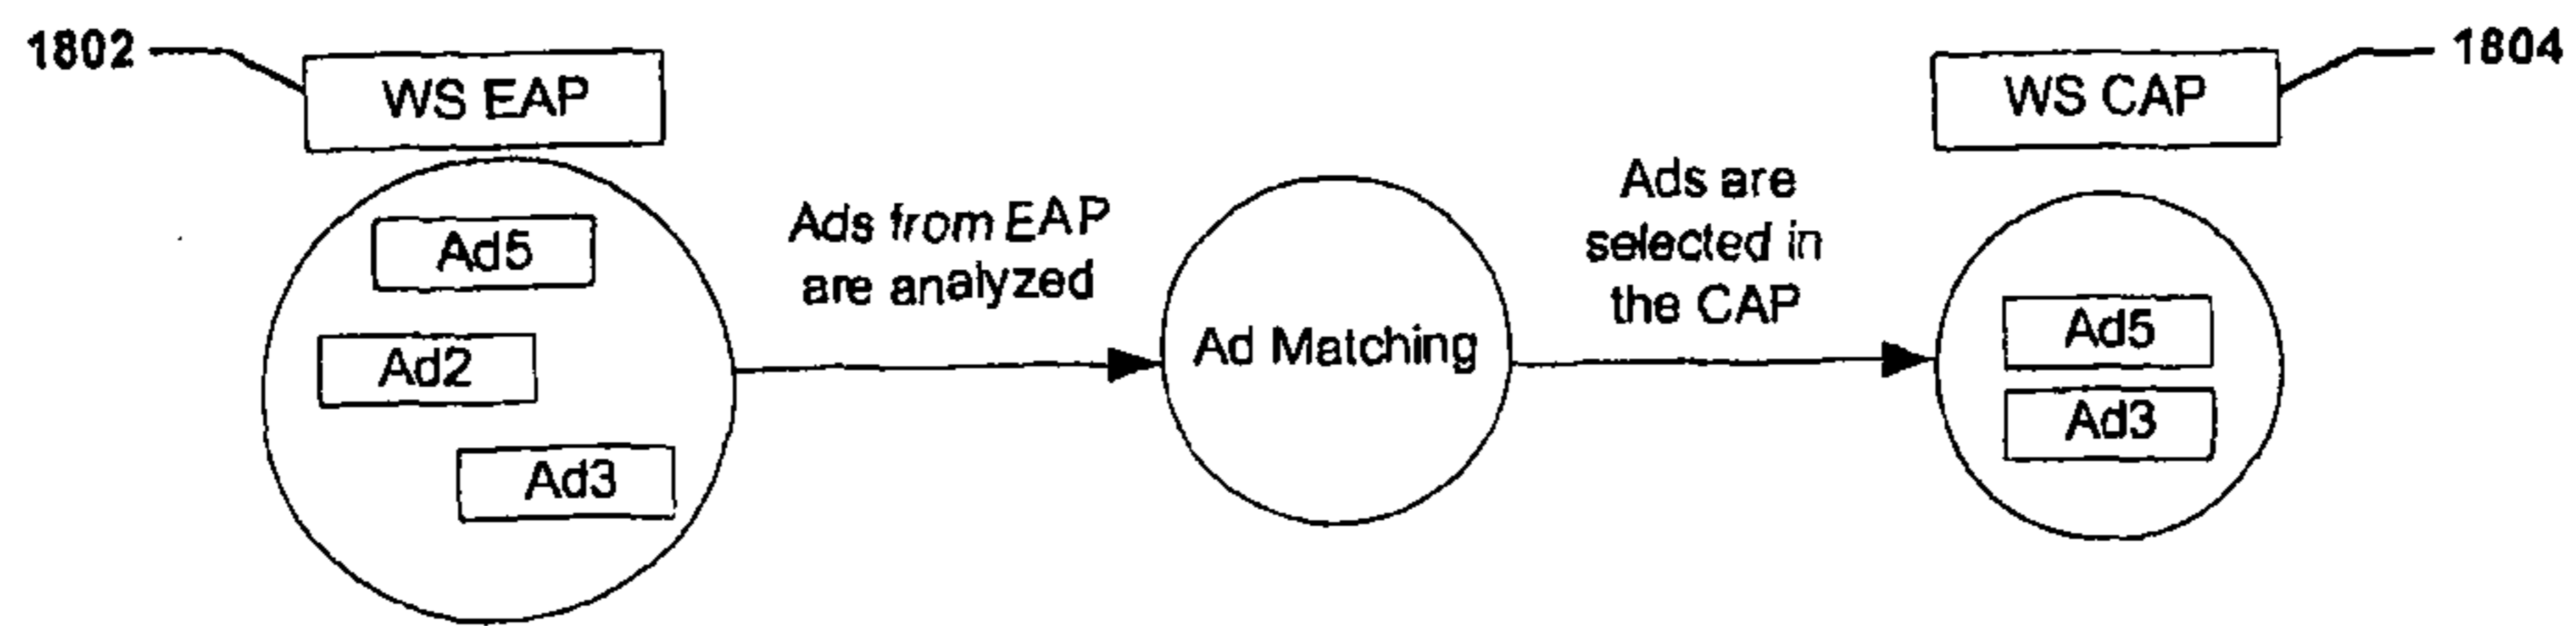 1802
WS EAP
Ad5
Ad2
Ad3
Ads from EAP
are analyzed
Ad Matching
Ads are
selected in
the CAP
WS CAP
1804
Ad5
Ad3